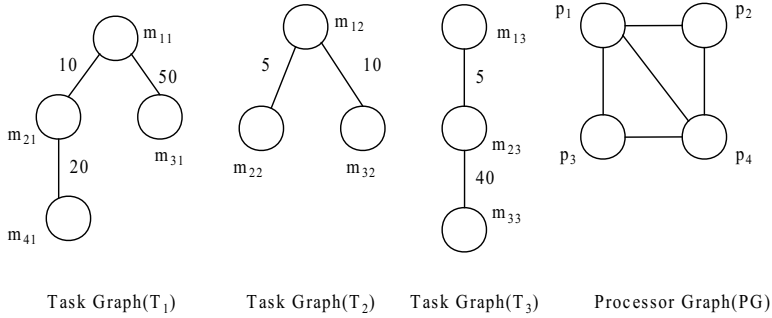 m11
m12
m13
p1
p2
10
50
5
10
5
m21
m31
m22
m32
m23
p3
p4
20
40
m41
m33
Task Graph(T1)
Task Graph(T2)
Task Graph(T3)
Processor Graph(PG)